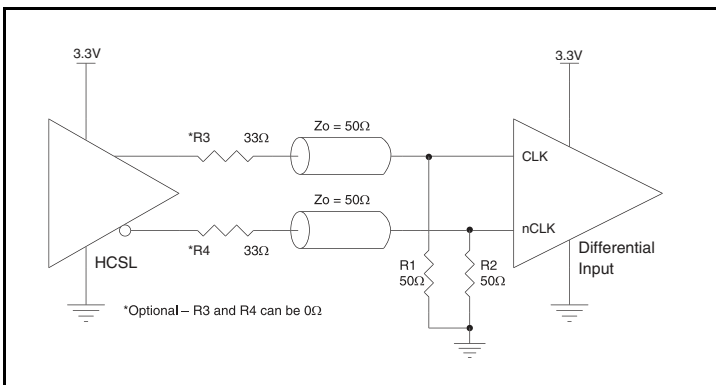 3.3V
3.3V
*R3 33Ω
Zo = 50Ω
CLK
Zo = 50Ω
nCLK
*R4 33Ω
HCSL
R1
50Ω
R2
50Ω
Differential
Input
*Optional – R3 and R4 can be 0Ω